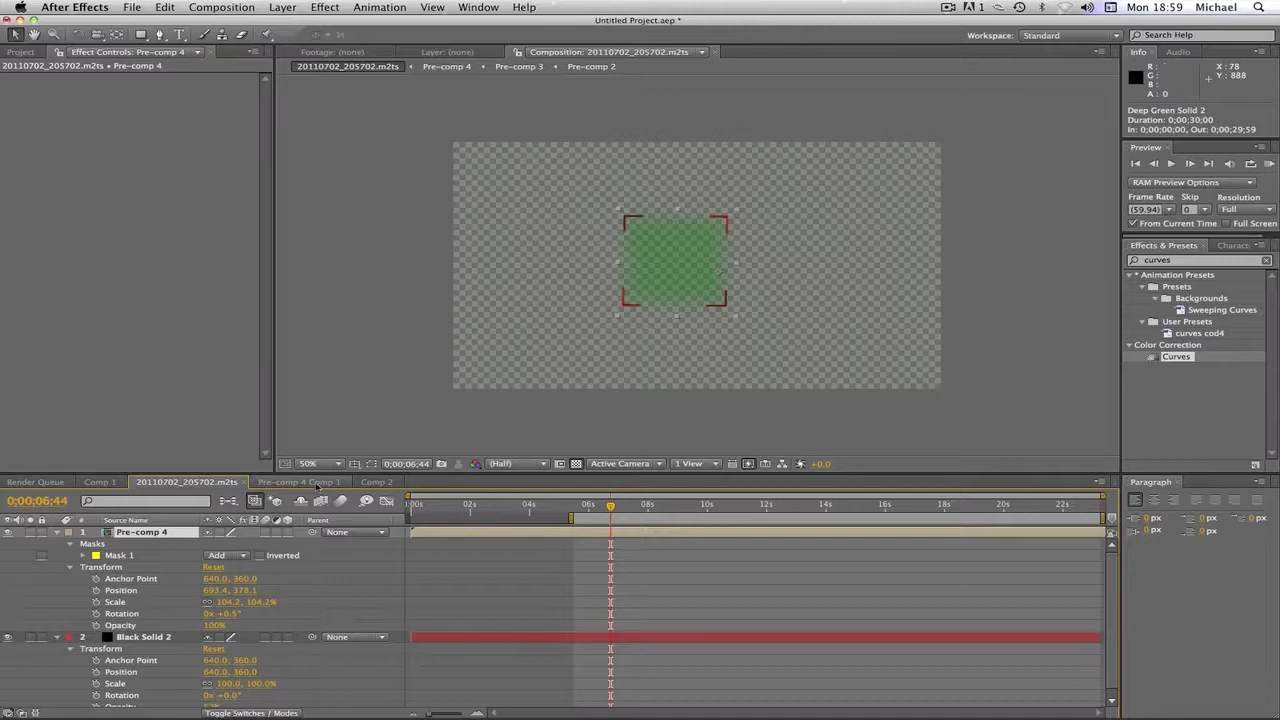 After Effects File Edit Composition Layer Effect Animation View Window Help 1 Mon 18:59 Michael
Untitled Project.aep *
Workspace: Standard Search Help
Project Effect Controls: Pre-comp 4 Footage: (none) Layer: (none) Composition: 20110702_205702.m2ts Info Audio
20110702_205702.m2ts • Pre-comp 4
20110702_205702.m2ts Pre-comp 4 Pre-comp 3 Pre-comp 2
R : X : 78
G : Y : 888
B :
A : 0
Deep Green Solid 2
Duration: 0;00;30;00
In: 0;00;00;00, Out: 0;00;29;59
Preview
RAM Preview Options
Frame Rate Skip Resolution
(59.94) 0 Full
From Current Time Full Screen
Effects & Presets Charact
curves
* Animation Presets
Presets
Backgrounds
Sweeping Curves
User Presets
curves cod4
Color Correction
Curves
50% 0;00;06;44 (Half) Active Camera 1 View +0.0
Render Queue Comp 1 20110702_205702.m2ts Pre-comp 4 Comp 1 Comp 2 Paragraph
0;00;06;44 :00s 02s 04s 06s 08s 10s 12s 14s 16s 18s 20s 22s
# Source Name Parent
0 px 0 px 0 px
0 px 0 px
1 Pre-comp 4 None
Masks
Mask 1 Add Inverted
Transform Reset
Anchor Point 640.0, 360.0
Position 693.4, 378.1
Scale 104.2, 104.2%
Rotation 0x +0.5°
Opacity 100%
2 Black Solid 2 None
Transform Reset
Anchor Point 640.0, 360.0
Position 640.0, 360.0
Scale 100.0, 100.0%
Rotation 0x +0.0°
Toggle Switches / Modes